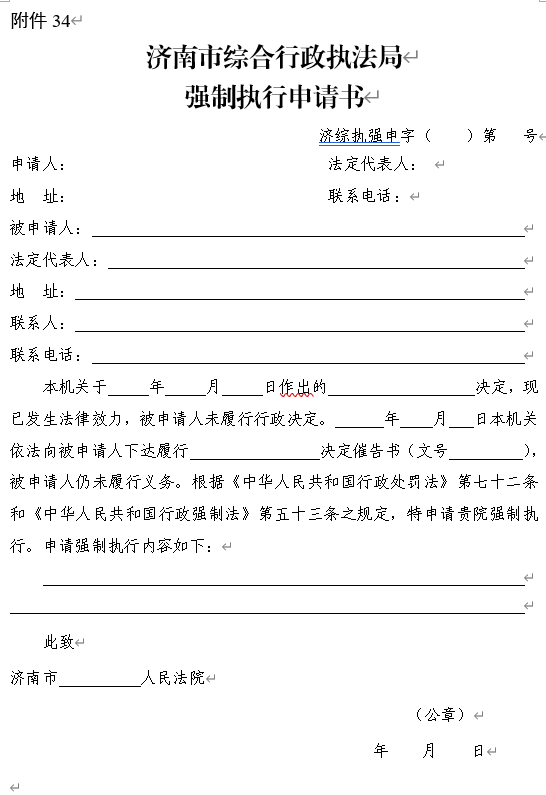 附件 34
济南市综合行政执法局
强制执行申请书
济综执强申字（　　）第　　号
申请人：　　　　　　　　法定代表人：
地　址：　　　　　　　　联系电话：
被申请人：____________________
法定代表人：____________________
地　址：____________________
联系人：____________________
联系电话：____________________
本机关于_____年_____月_____日作出的__________________决定，现
已发生法律效力，被申请人未履行行政决定。______年_____月___日本机关
依法向被申请人下达履行________________决定催告书（文号_________），
被申请人仍未履行义务。根据《中华人民共和国行政处罚法》第七十二条
和《中华人民共和国行政强制法》第五十三条之规定，特申请贵院强制执
行。申请强制执行内容如下：
此致
济南市__________人民法院
（公章）
年　　月　　日